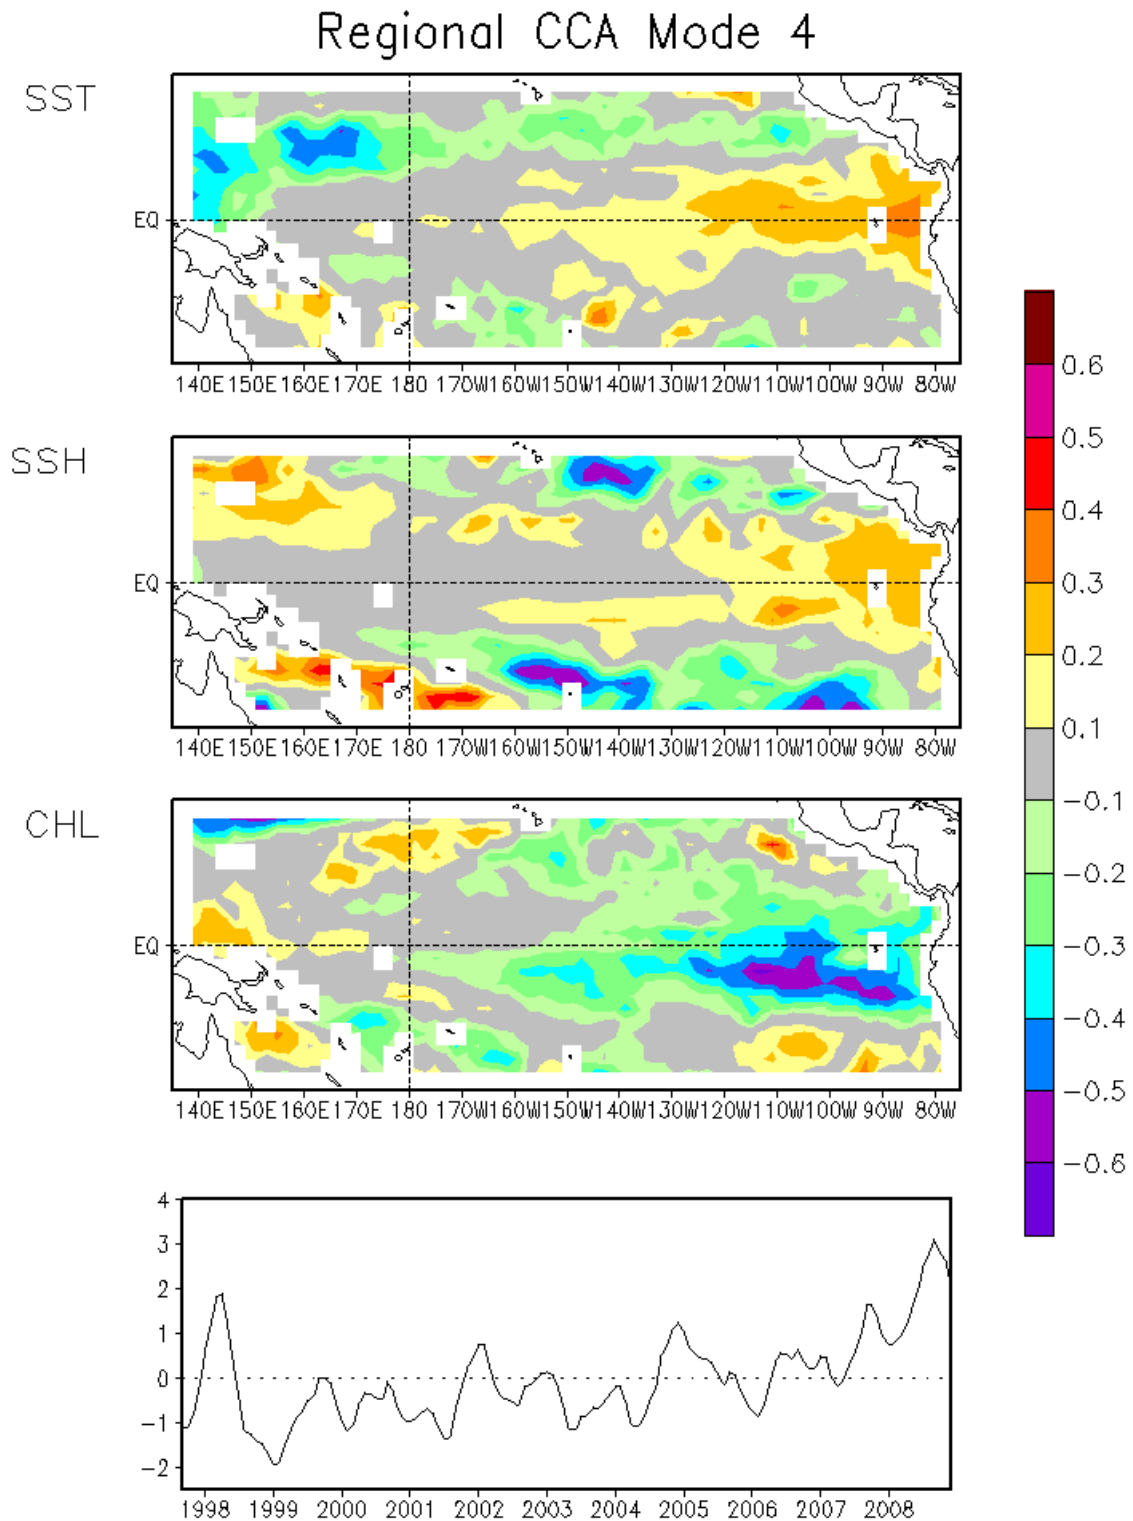 Regional CCA Mode 4
SST
EQ
140E 150E 160E 170E 180 170W 160W 150W 140W 130W 120W 110W 100W 90W 80W
SSH
EQ
140E 150E 160E 170E 180 170W 160W 150W 140W 130W 120W 110W 100W 90W 80W
CHL
EQ
140E 150E 160E 170E 180 170W 160W 150W 140W 130W 120W 110W 100W 90W 80W
0.6
0.5
0.4
0.3
0.2
0.1
-0.1
-0.2
-0.3
-0.4
-0.5
-0.6
4
3
2
1
0
-1
-2
1998 1999 2000 2001 2002 2003 2004 2005 2006 2007 2008